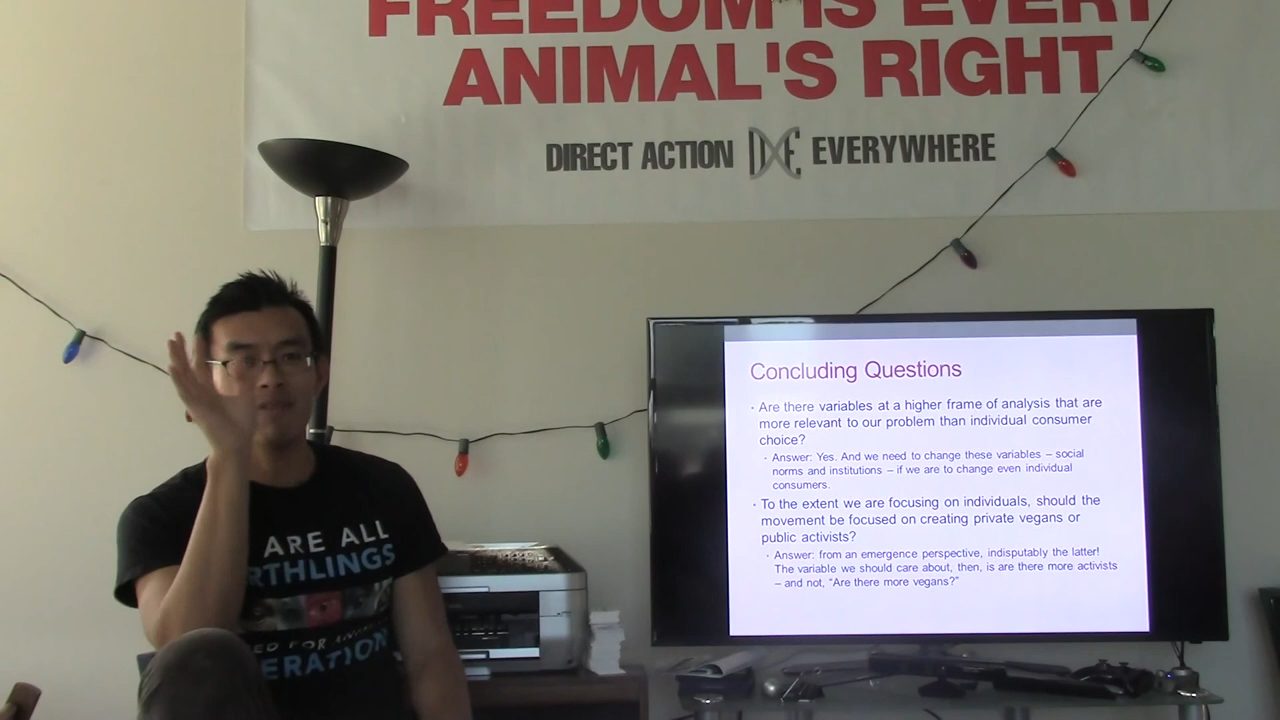 FREEDOM IS EVERY
ANIMAL'S RIGHT
DIRECT ACTION DXE EVERYWHERE
Concluding Questions
• Are there variables at a higher frame of analysis that are
more relevant to our problem than individual consumer
choice?
• Answer: Yes. And we need to change these variables – social
norms and institutions – if we are to change even individual
consumers.
• To the extent we are focusing on individuals, should the
movement be focused on creating private vegans or
public activists?
• Answer: from an emergence perspective, indisputably the latter!
The variable we should care about, then, is are there more activists
– and not, “Are there more vegans?”
ARE ALL
RTHLINGS
ED FOR ANIM
ERATION